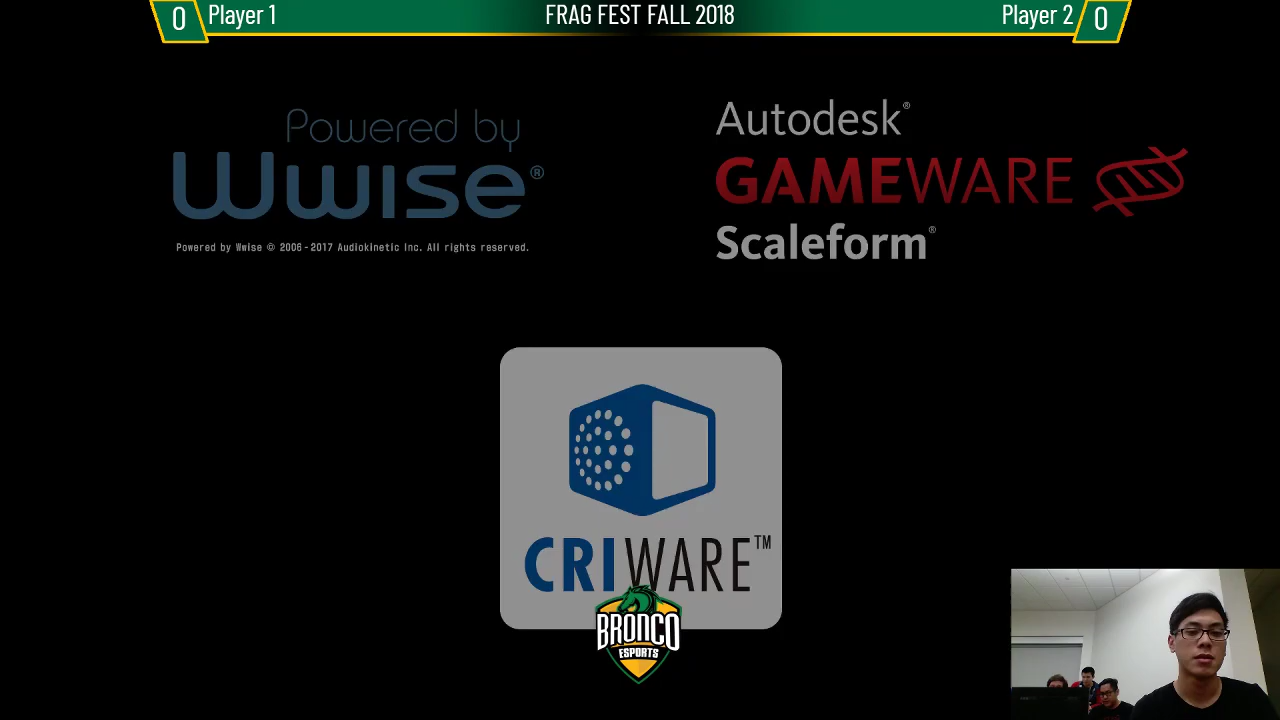 0 Player 1 FRAG FEST FALL 2018 Player 2 0
Powered by
Wwise®
Powered by Wwise © 2006-2017 Audiokinetic Inc. All rights reserved.
Autodesk®
GAMEWARE
Scaleform®
CRIWARE™
BRONCO
ESPORTS